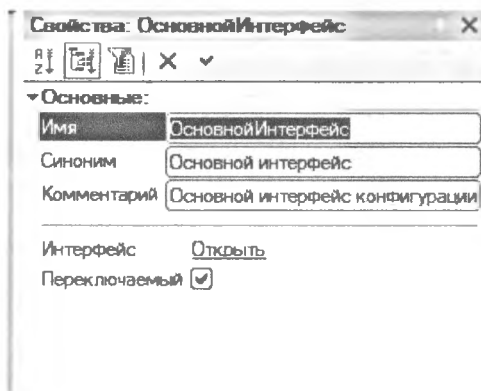 Свойства: ОсновнойИнтерфейс
Основные:
Имя ОсновнойИнтерфейс
Синоним Основной интерфейс
Комментарий Основной интерфейс конфигурации
Интерфейс Открыть
Переключаемый